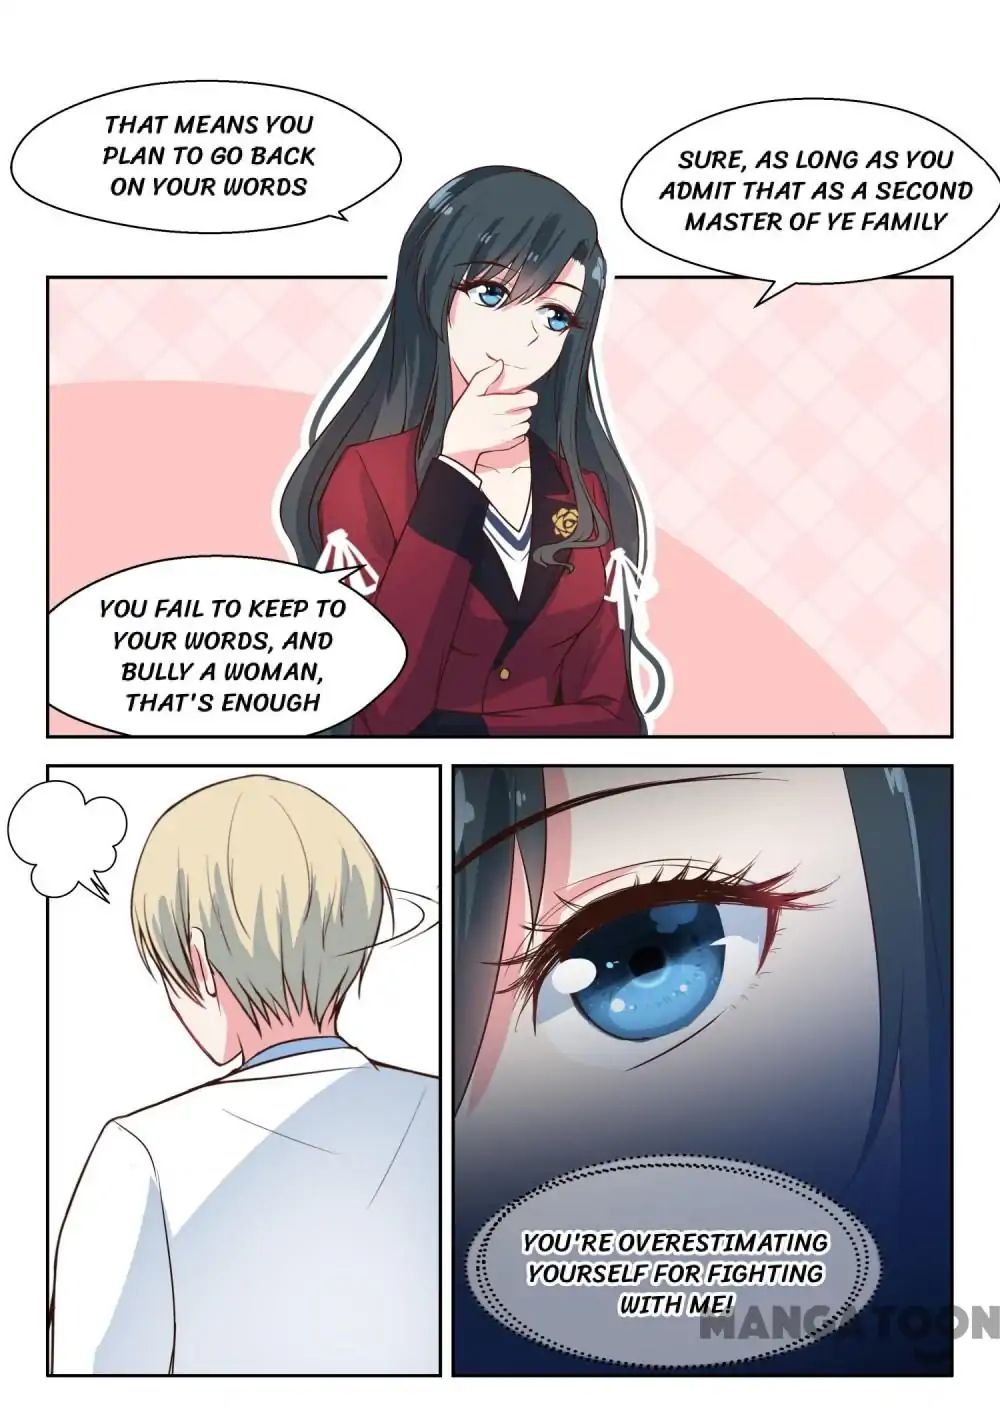 THAT MEANS YOU
PLAN TO GO BACK
ON YOUR WORDS
SURE, AS LONG AS YOU
ADMIT THAT AS A SECOND
MASTER OF YE FAMILY
YOU FAIL TO KEEP TO
YOUR WORDS, AND
BULLY A WOMAN,
THAT'S ENOUGH
YOU'RE OVERESTIMATING
YOURSELF FOR FIGHTING
WITH ME!
MANGATOON